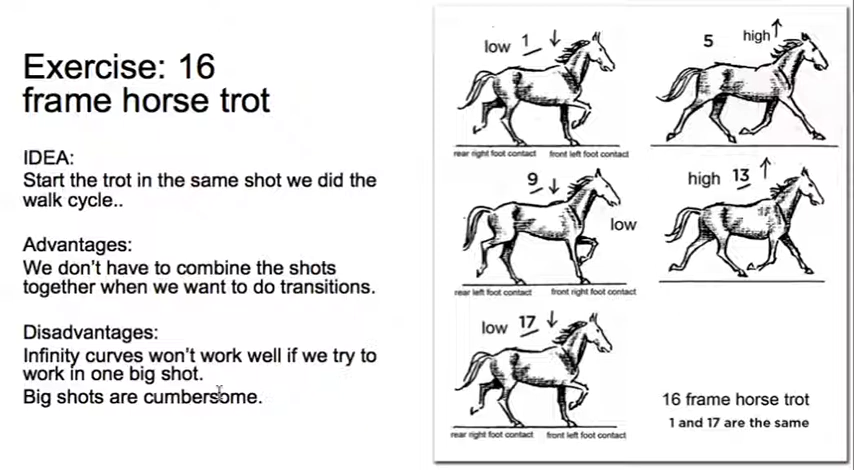 Exercise: 16
frame horse trot
IDEA:
Start the trot in the same shot we did the
walk cycle..
Advantages:
We don't have to combine the shots
together when we want to do transitions.
Disadvantages:
Infinity curves won't work well if we try to
work in one big shot.
Big shots are cumbersome.
low 1
rear right foot contact front left foot contact
5 high
9
low
rear left foot contact front right foot contact
high 13
low 17
rear right foot contact front left foot contact
16 frame horse trot
1 and 17 are the same